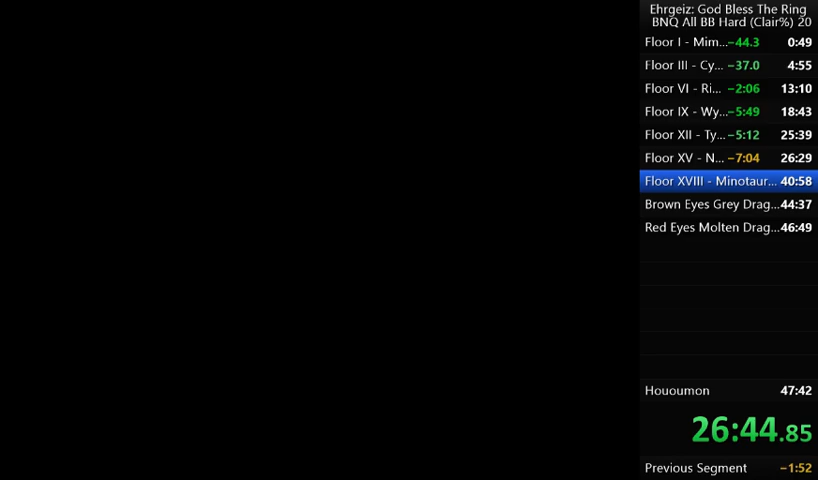 Ehrgeiz: God Bless The Ring
BNQ All BB Hard (Clair%) 20
Floor I - Mim... −44.3 0:49
Floor III - Cy... −37.0 4:55
Floor VI - Ri... −2:06 13:10
Floor IX - Wy... −5:49 18:43
Floor XII - Ty... −5:12 25:39
Floor XV - N... −7:04 26:29
Floor XVIII - Minotaur... 40:58
Brown Eyes Grey Drag... 44:37
Red Eyes Molten Drag... 46:49
Hououmon 47:42
26:44.85
Previous Segment −1:52